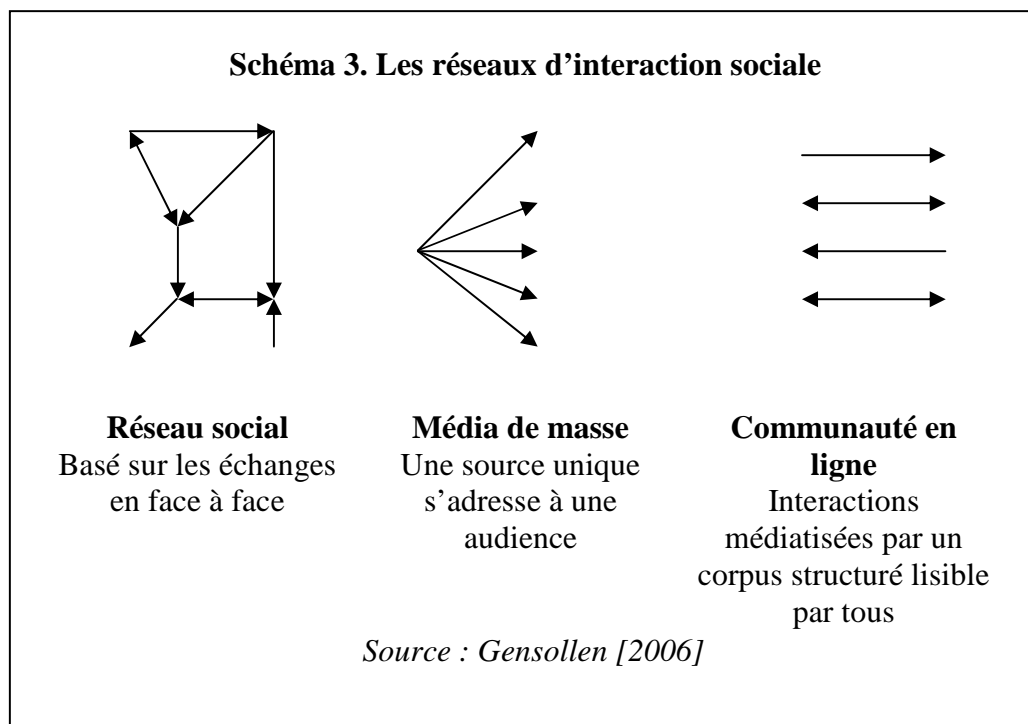 Schéma 3. Les réseaux d’interaction sociale
Réseau social
Basé sur les échanges
en face à face
Média de masse
Une source unique
s’adresse à une
audience
Communauté en
ligne
Interactions
médiatisées par un
corpus structuré lisible
par tous
Source : Gensollen [2006]